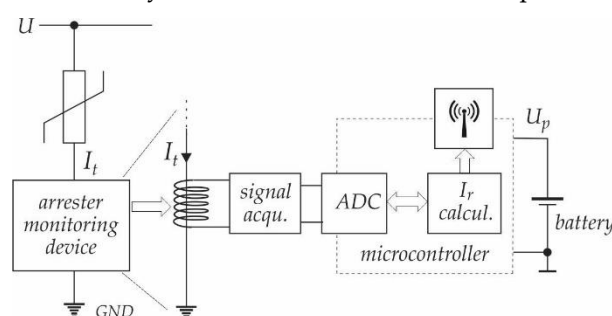 U
I_t
arrester
monitoring
device
GND
I_t
signal
acqu.
ADC
I_r
calcul.
microcontroller
U_p
battery